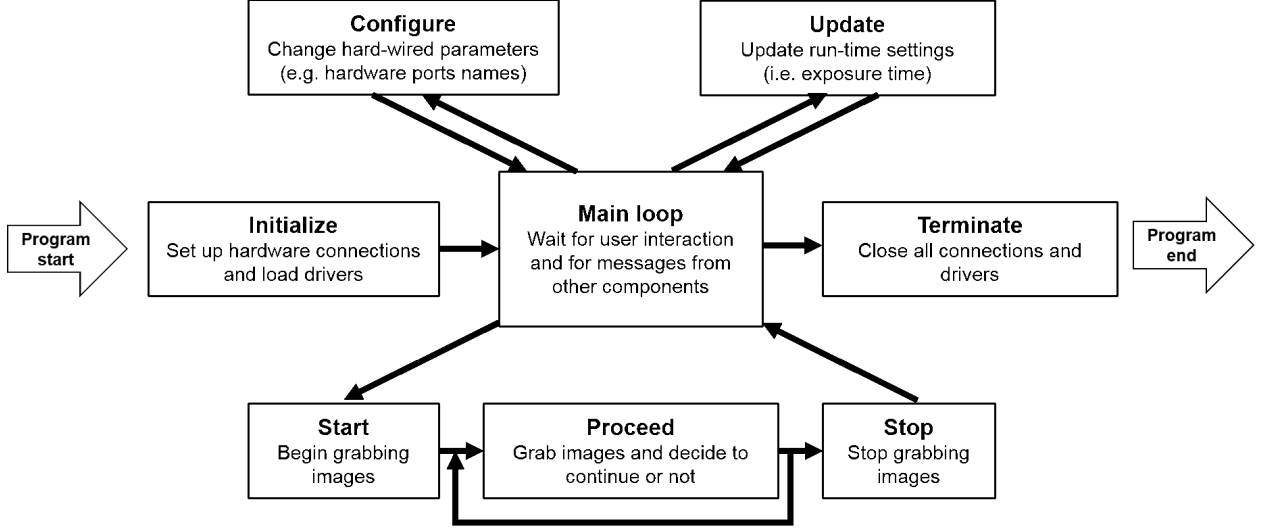 Configure
Change hard-wired parameters
(e.g. hardware ports names)
Update
Update run-time settings
(i.e. exposure time)
Program
start
Initialize
Set up hardware connections
and load drivers
Main loop
Wait for user interaction
and for messages from
other components
Terminate
Close all connections and
drivers
Program
end
Start
Begin grabbing
images
Proceed
Grab images and decide to
continue or not
Stop
Stop grabbing
images